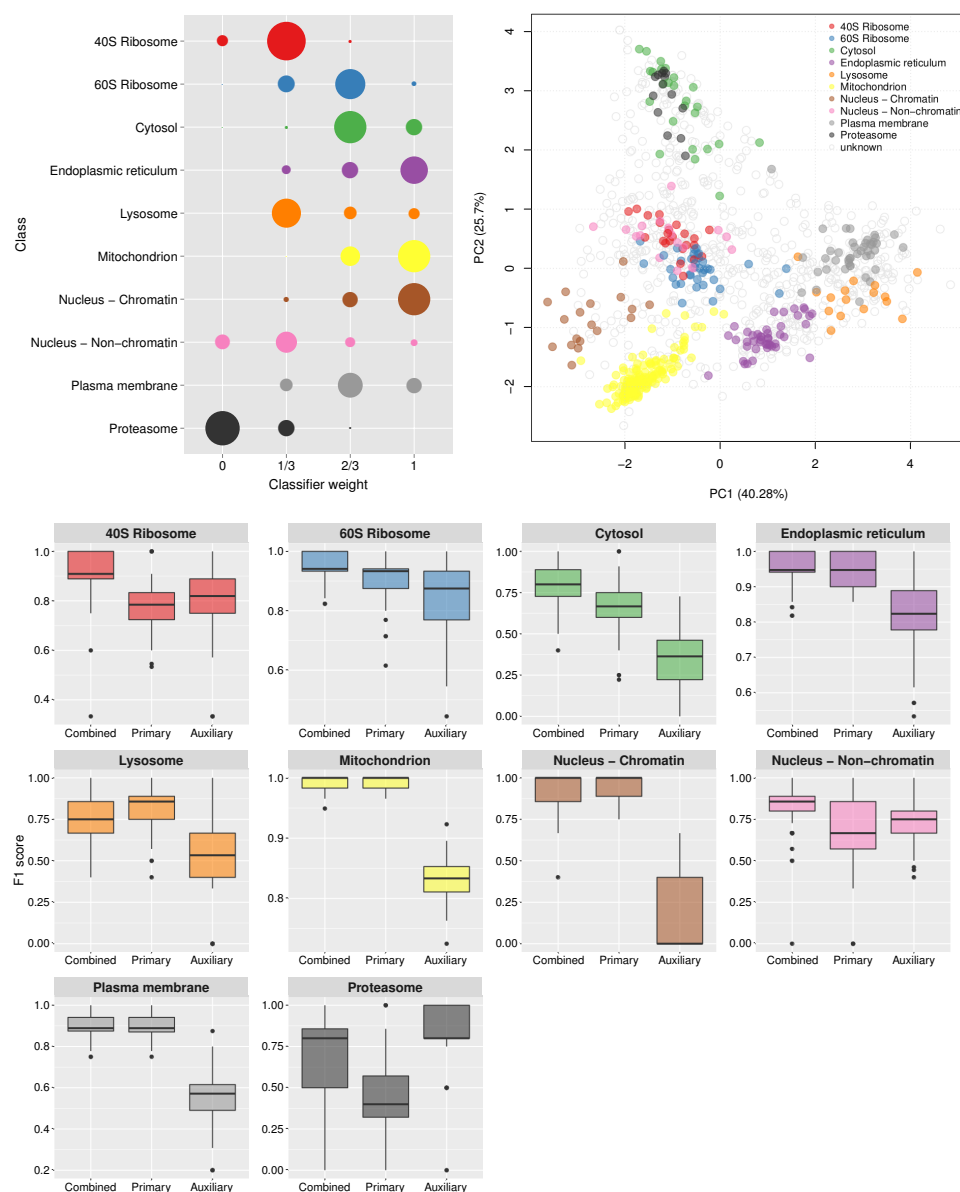 40S Ribosome
60S Ribosome
Cytosol
Endoplasmic reticulum
Lysosome
Mitochondrion
Nucleus − Chromatin
Nucleus − Non−chromatin
Plasma membrane
Proteasome
Class
0 1/3 2/3 1
Classifier weight
4
3
2
1
0
−1
−2
PC2 (25.7%)
−2 0 2 4
PC1 (40.28%)
40S Ribosome
60S Ribosome
Cytosol
Endoplasmic reticulum
Lysosome
Mitochondrion
Nucleus − Chromatin
Nucleus − Non−chromatin
Plasma membrane
Proteasome
unknown
40S Ribosome 60S Ribosome Cytosol Endoplasmic reticulum
1.0 0.8 0.6 0.4
1.0 0.8 0.6
1.00 0.75 0.50 0.25 0.00
1.0 0.9 0.8 0.7 0.6
Combined Primary Auxiliary Combined Primary Auxiliary Combined Primary Auxiliary Combined Primary Auxiliary
Lysosome Mitochondrion Nucleus − Chromatin Nucleus − Non−chromatin
F1 score
1.00 0.75 0.50 0.25 0.00
1.0 0.9 0.8
1.00 0.75 0.50 0.25 0.00
1.00 0.75 0.50 0.25 0.00
Combined Primary Auxiliary Combined Primary Auxiliary Combined Primary Auxiliary Combined Primary Auxiliary
Plasma membrane Proteasome
1.0 0.8 0.6 0.4 0.2
1.00 0.75 0.50 0.25 0.00
Combined Primary Auxiliary Combined Primary Auxiliary